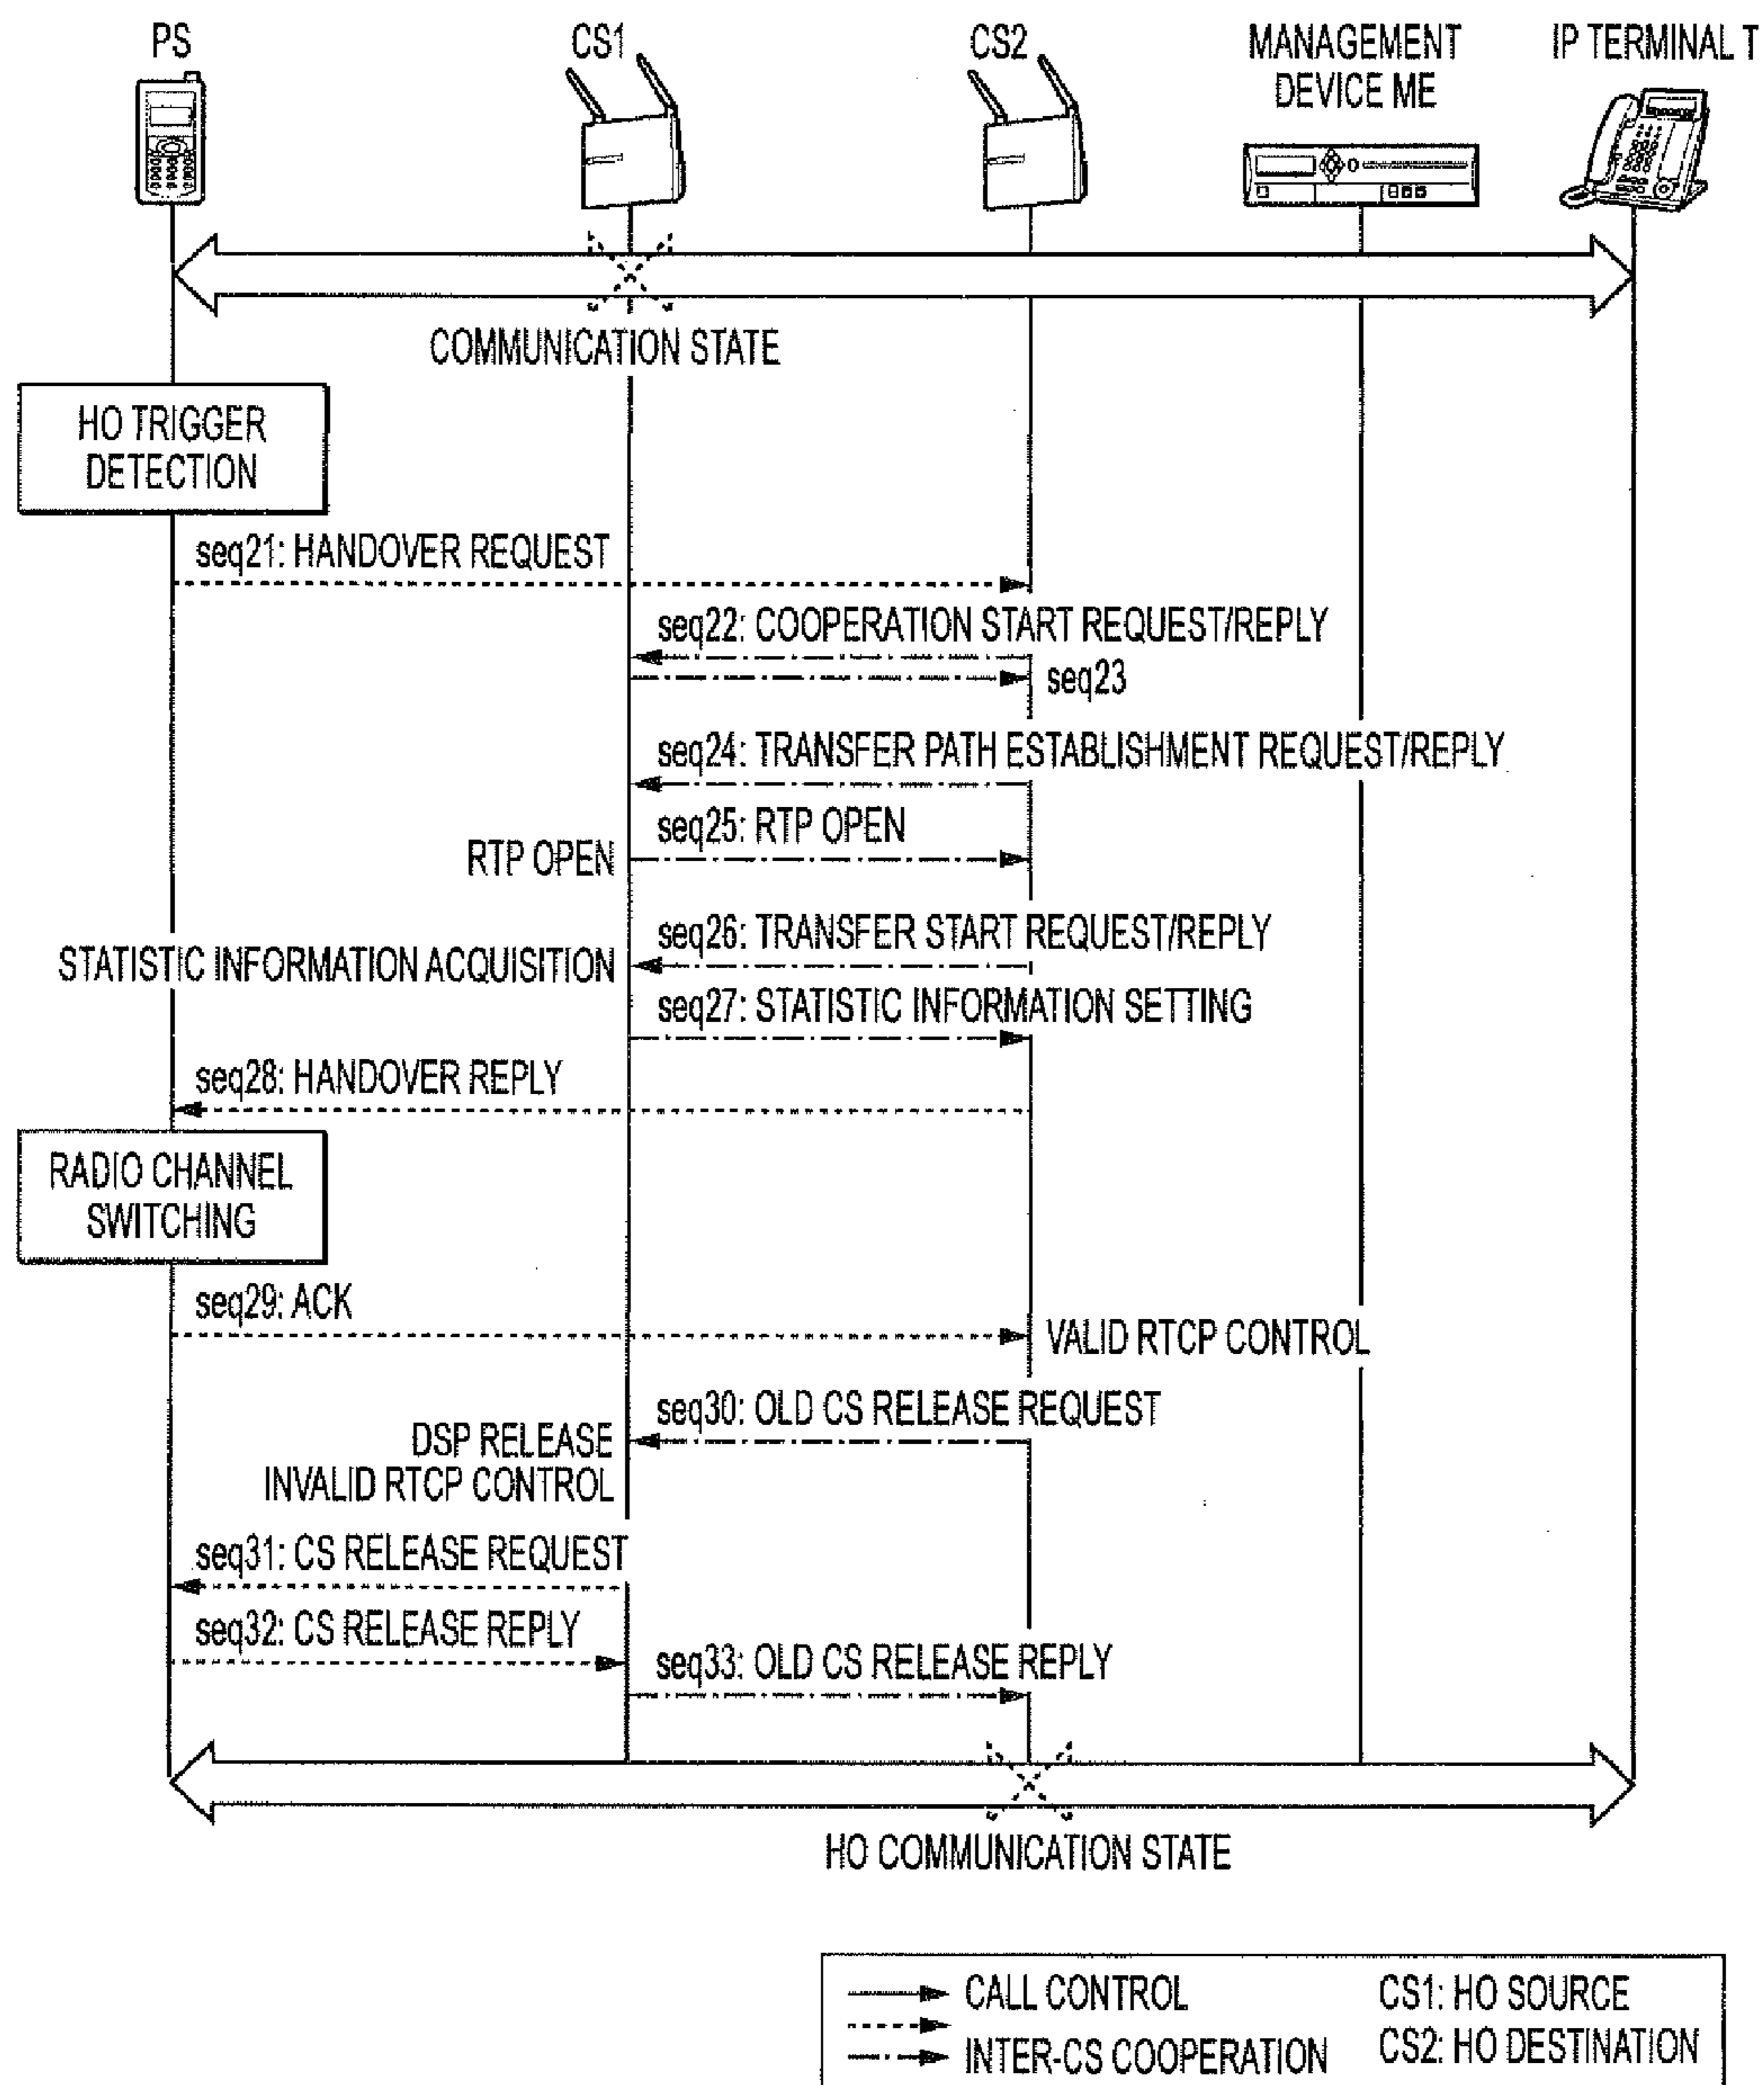 PS
CS1
CS2
MANAGEMENT
DEVICE ME
IP TERMINAL T
COMMUNICATION STATE
HO TRIGGER
DETECTION
seq21: HANDOVER REQUEST
seq22: COOPERATION START REQUEST/REPLY
seq23
seq24: TRANSFER PATH ESTABLISHMENT REQUEST/REPLY
seq25: RTP OPEN
RTP OPEN
seq26: TRANSFER START REQUEST/REPLY
STATISTIC INFORMATION ACQUISITION
seq27: STATISTIC INFORMATION SETTING
seq28: HANDOVER REPLY
RADIO CHANNEL
SWITCHING
seq29: ACK
VALID RTCP CONTROL
seq30: OLD CS RELEASE REQUEST
DSP RELEASE
INVALID RTCP CONTROL
seq31: CS RELEASE REQUEST
seq32: CS RELEASE REPLY
seq33: OLD CS RELEASE REPLY
HO COMMUNICATION STATE
CALL CONTROL
CS1: HO SOURCE
INTER-CS COOPERATION
CS2: HO DESTINATION